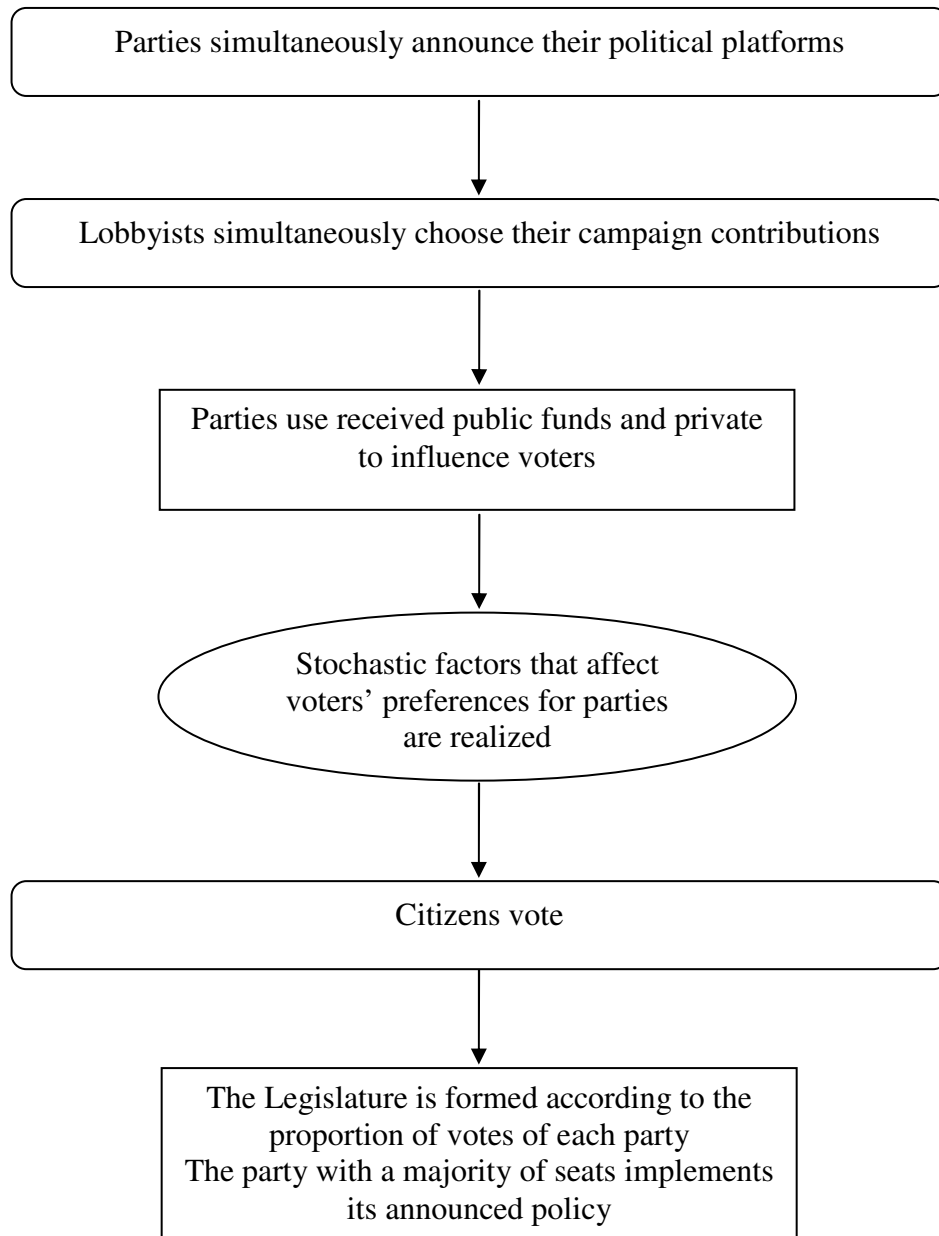 Parties simultaneously announce their political platforms
Lobbyists simultaneously choose their campaign contributions
Parties use received public funds and private
to influence voters
Stochastic factors that affect
voters’ preferences for parties
are realized
Citizens vote
The Legislature is formed according to the
proportion of votes of each party
The party with a majority of seats implements
its announced policy